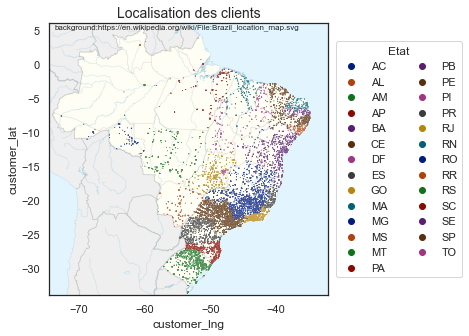 Localisation des clients
background:https://en.wikipedia.org/wiki/File:Brazil_location_map.svg
5
0
−5
−10
−15
−20
−25
−30
customer_lat
−70
−60
−50
−40
customer_lng
Etat
AC PB
AL PE
AM PI
AP PR
BA RJ
CE RN
DF RO
ES RR
GO RS
MA SC
MG SE
MS SP
MT TO
PA